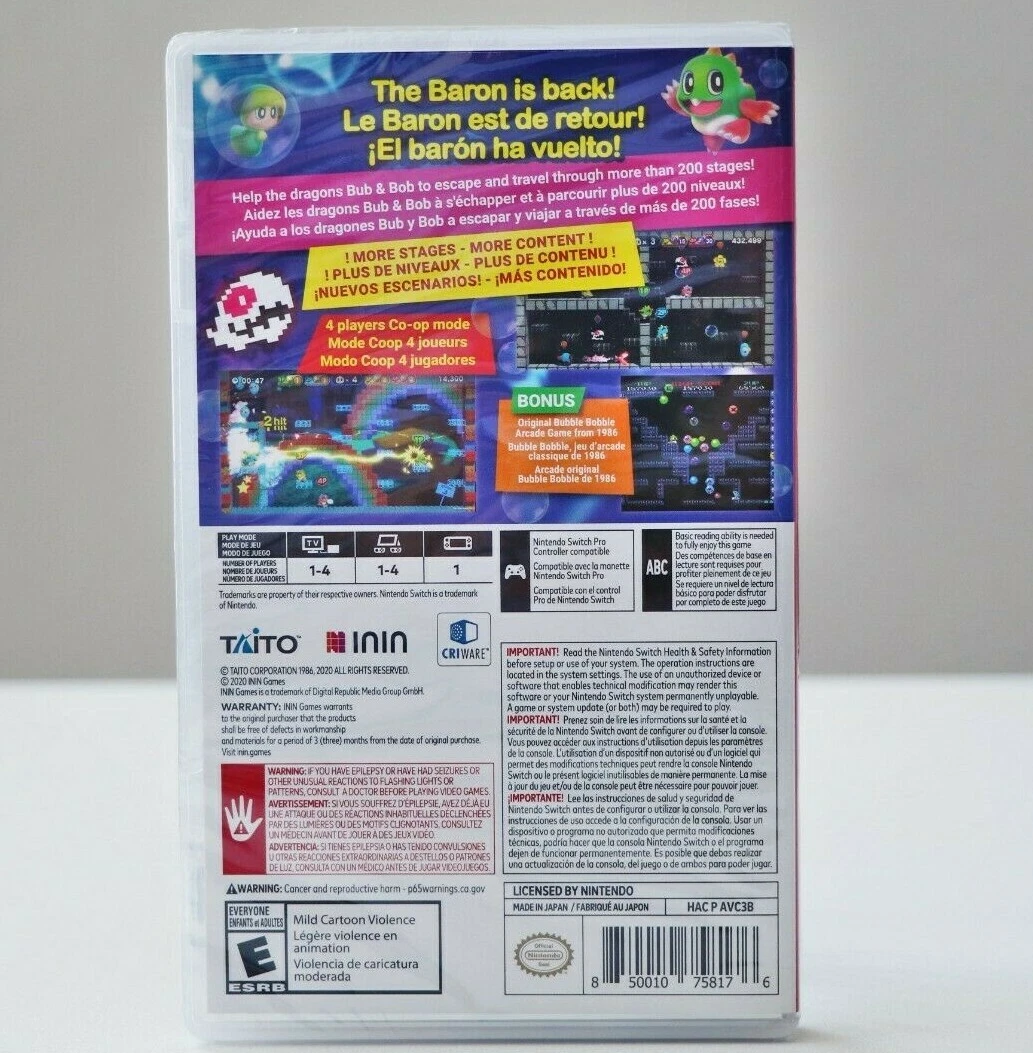 The Baron is back!
Le Baron est de retour!
¡El barón ha vuelto!
Help the dragons Bub & Bob to escape and travel through more than 200 stages!
Aidez les dragons Bub & Bob à s'échapper et à parcourir plus de 200 niveaux!
¡Ayuda a los dragones Bub y Bob a escapar y viajar a través de más de 200 fases!
! MORE STAGES - MORE CONTENT !
! PLUS DE NIVEAUX - PLUS DE CONTENU !
¡NUEVOS ESCENARIOS! - ¡MÁS CONTENIDO!
x 3
432,499
4 players Co-op mode
Mode Coop 4 joueurs
Modo Coop 4 jugadores
00:47
14,300
2 hit
BONUS
Original Bubble Bobble
Arcade Game from 1986
Bubble Bobble, jeu d'arcade
classique de 1986
Arcade original
Bubble Bobble de 1986
PLAY MODE
MODE DE JEU
MODO DE JUEGO
TV
NUMBER OF PLAYERS
NOMBRE DE JOUEURS
NÚMERO DE JUGADORES
1-4
1-4
1
Trademarks are property of their respective owners. Nintendo Switch is a trademark
of Nintendo.
Nintendo Switch Pro
Controller compatible
Compatible avec la manette
Nintendo Switch Pro
Compatible con el control
Pro de Nintendo Switch
ABC
Basic reading ability is needed
to fully enjoy this game
Des compétences de base en
lecture sont requises pour
profiter pleinement de ce jeu
Se requiere un nivel de lectura
básico para poder disfrutar
por completo de este juego
TAITO™
ININ
CRIWARE™
© TAITO CORPORATION 1986, 2020 ALL RIGHTS RESERVED.
© 2020 ININ Games
ININ Games is a trademark of Digital Republic Media Group GmbH.
WARRANTY: ININ Games warrants
to the original purchaser that the products
shall be free of defects in workmanship
and materials for a period of 3 (three) months from the date of original purchase.
Visit inin.games
WARNING: IF YOU HAVE EPILEPSY OR HAVE HAD SEIZURES OR
OTHER UNUSUAL REACTIONS TO FLASHING LIGHTS OR
PATTERNS, CONSULT A DOCTOR BEFORE PLAYING VIDEO GAMES.
AVERTISSEMENT: SI VOUS SOUFFREZ D'ÉPILEPSIE, AVEZ DÉJÀ EU
UNE ATTAQUE OU DES RÉACTIONS INHABITUELLES DÉCLENCHÉES
PAR DES LUMIÈRES OU DES MOTIFS CLIGNOTANTS, CONSULTEZ
UN MÉDECIN AVANT DE JOUER À DES JEUX VIDÉO.
ADVERTENCIA: SI TIENES EPILEPSIA O HAS TENIDO CONVULSIONES
U OTRAS REACCIONES EXTRAORDINARIAS A DESTELLOS O PATRONES
DE LUZ, CONSULTA CON UN MÉDICO ANTES DE JUGAR VIDEOJUEGOS.
WARNING: Cancer and reproductive harm - p65warnings.ca.gov
EVERYONE
ENFANTS et ADULTES
E
ESRB
Mild Cartoon Violence
Légère violence en
animation
Violencia de caricatura
moderada
IMPORTANT! Read the Nintendo Switch Health & Safety Information
before setup or use of your system. The operation instructions are
located in the system settings. The use of an unauthorized device or
software that enables technical modification may render this
software or your Nintendo Switch system permanently unplayable.
A game or system update (or both) may be required to play.
IMPORTANT! Prenez soin de lire les informations sur la santé et la
sécurité de la Nintendo Switch avant de configurer ou d'utiliser la console.
Vous pouvez accéder aux instructions d'utilisation depuis les paramètres
de la console. L'utilisation d'un dispositif non autorisé ou d'un logiciel qui
permet des modifications techniques peut rendre la console Nintendo
Switch ou le présent logiciel inutilisables de manière permanente. La mise
à jour du jeu et/ou de la console peut être nécessaire pour pouvoir jouer.
¡IMPORTANTE! Lee las instrucciones de salud y seguridad de
Nintendo Switch antes de configurar o utilizar la consola. Para ver las
instrucciones de uso accede a la configuración de la consola. Usar un
dispositivo o programa no autorizado que permita modificaciones
técnicas, podría hacer que la consola Nintendo Switch o el programa
dejen de funcionar permanentemente. Es posible que debas realizar
una actualización de la consola, del juego o de ambos para poder jugar.
LICENSED BY NINTENDO
MADE IN JAPAN / FABRIQUÉ AU JAPON
HAC P AVC3B
Official
Nintendo
Seal
8 50010 75817 6